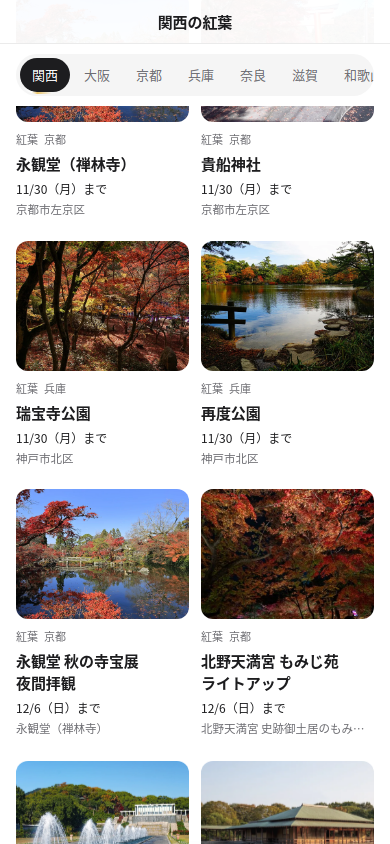 関西の紅葉
関西 大阪 京都 兵庫 奈良 滋賀 和歌
紅葉 京都
永観堂（禅林寺）
11/30（月）まで
京都市左京区
紅葉 京都
貴船神社
11/30（月）まで
京都市左京区
紅葉 兵庫
瑞宝寺公園
11/30（月）まで
神戸市北区
紅葉 兵庫
再度公園
11/30（月）まで
神戸市北区
紅葉 京都
永観堂 秋の寺宝展
夜間拝観
12/6（日）まで
永観堂（禅林寺）
紅葉 京都
北野天満宮 もみじ苑
ライトアップ
12/6（日）まで
北野天満宮 史跡御土居のもみ…